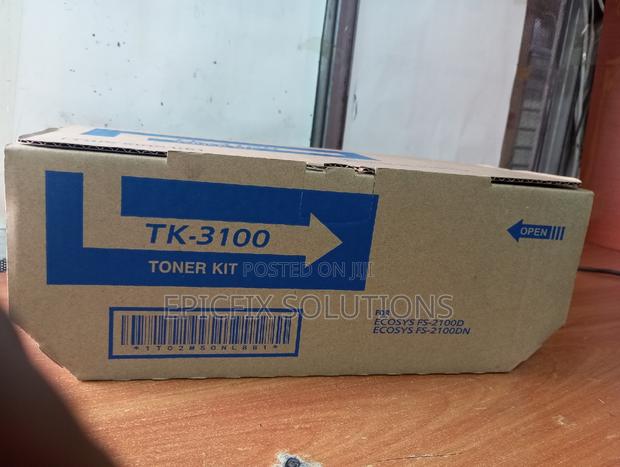 TK-3100
TONER KIT
OPEN
POSTED ON JIJI
EPICFIX SOLUTIONS
FOR
ECOSYS FS-2100D
ECOSYS FS-2100DN